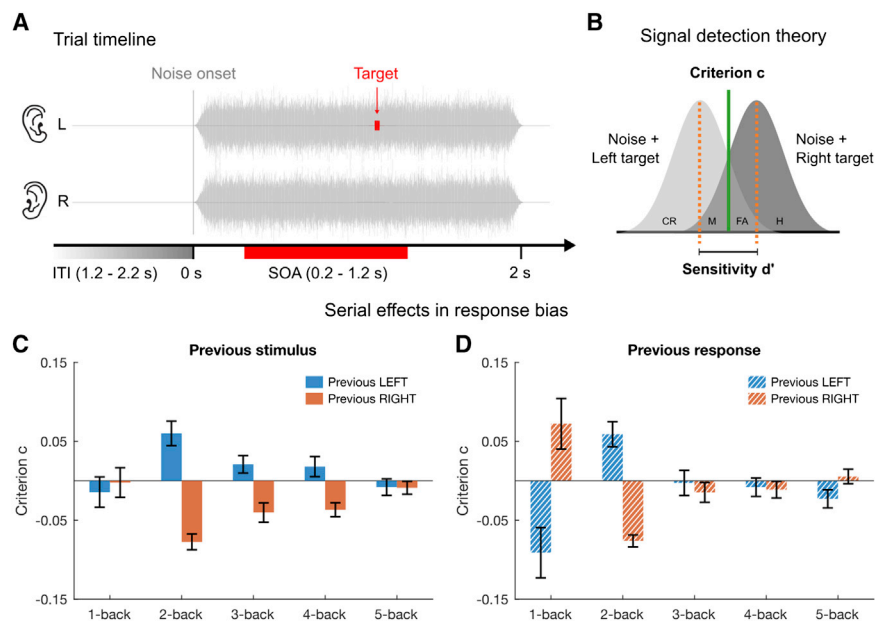 A
Trial timeline
Noise onset
Target
L
R
ITI (1.2 - 2.2 s)
0 s
SOA (0.2 - 1.2 s)
2 s
B
Signal detection theory
Criterion c
Noise +
Left target
Noise +
Right target
CR
M
FA
H
Sensitivity d'
Serial effects in response bias
C
Previous stimulus
0.15
0.05
-0.05
-0.15
Criterion c
Previous LEFT
Previous RIGHT
1-back
2-back
3-back
4-back
5-back
D
Previous response
0.15
0.05
-0.05
-0.15
Criterion c
Previous LEFT
Previous RIGHT
1-back
2-back
3-back
4-back
5-back